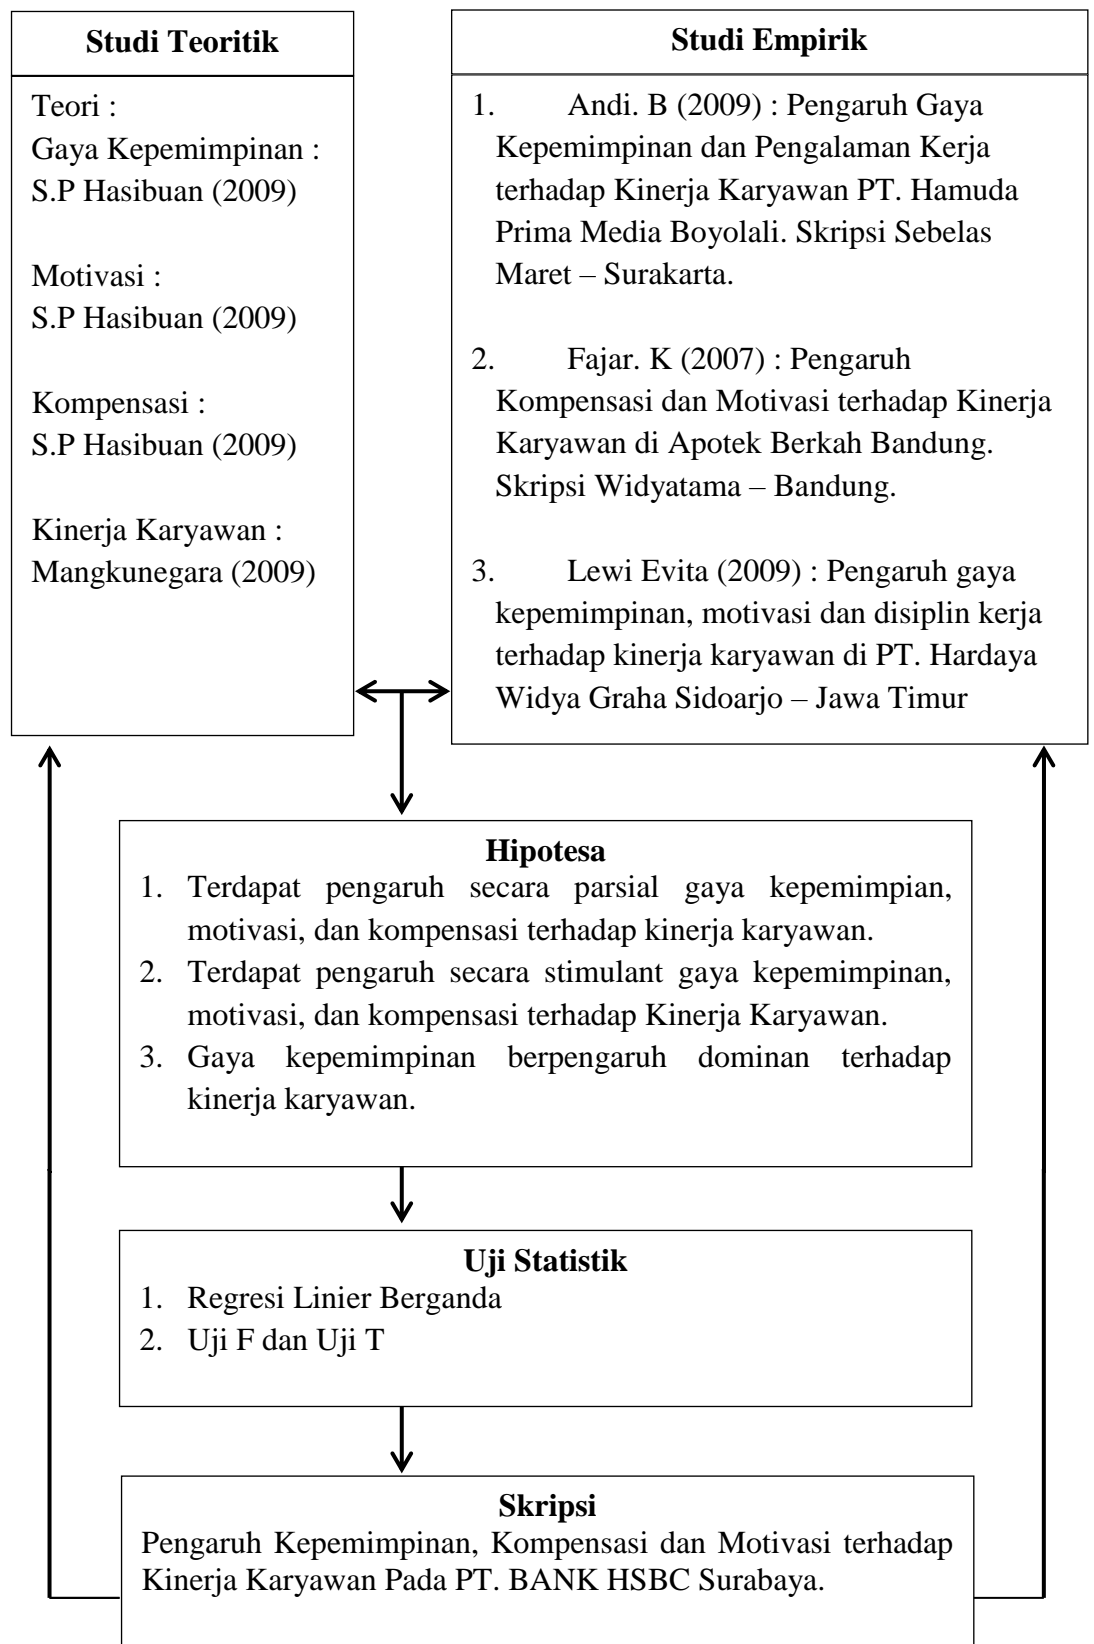 Studi Teoritik
Teori :
Gaya Kepemimpinan :
S.P Hasibuan (2009)
Motivasi :
S.P Hasibuan (2009)
Kompensasi :
S.P Hasibuan (2009)
Kinerja Karyawan :
Mangkunegara (2009)
Studi Empirik
1. Andi. B (2009) : Pengaruh Gaya
Kepemimpinan dan Pengalaman Kerja
terhadap Kinerja Karyawan PT. Hamuda
Prima Media Boyolali. Skripsi Sebelas
Maret – Surakarta.
2. Fajar. K (2007) : Pengaruh
Kompensasi dan Motivasi terhadap Kinerja
Karyawan di Apotek Berkah Bandung.
Skripsi Widyatama – Bandung.
3. Lewi Evita (2009) : Pengaruh gaya
kepemimpinan, motivasi dan disiplin kerja
terhadap kinerja karyawan di PT. Hardaya
Widya Graha Sidoarjo – Jawa Timur
Hipotesa
1. Terdapat pengaruh secara parsial gaya kepemimpian,
motivasi, dan kompensasi terhadap kinerja karyawan.
2. Terdapat pengaruh secara stimulant gaya kepemimpinan,
motivasi, dan kompensasi terhadap Kinerja Karyawan.
3. Gaya kepemimpinan berpengaruh dominan terhadap
kinerja karyawan.
Uji Statistik
1. Regresi Linier Berganda
2. Uji F dan Uji T
Skripsi
Pengaruh Kepemimpinan, Kompensasi dan Motivasi terhadap
Kinerja Karyawan Pada PT. BANK HSBC Surabaya.